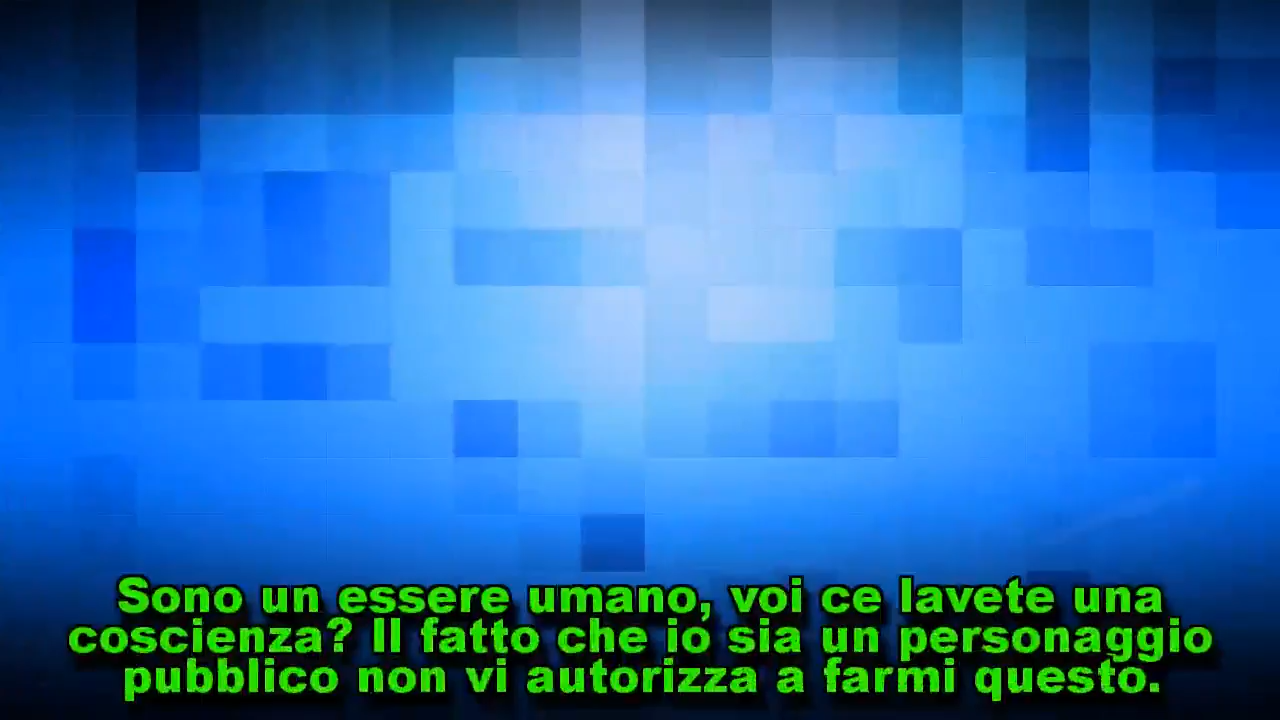 Sono un essere umano, voi ce lavete una
coscienza? Il fatto che io sia un personaggio
pubblico non vi autorizza a farmi questo.